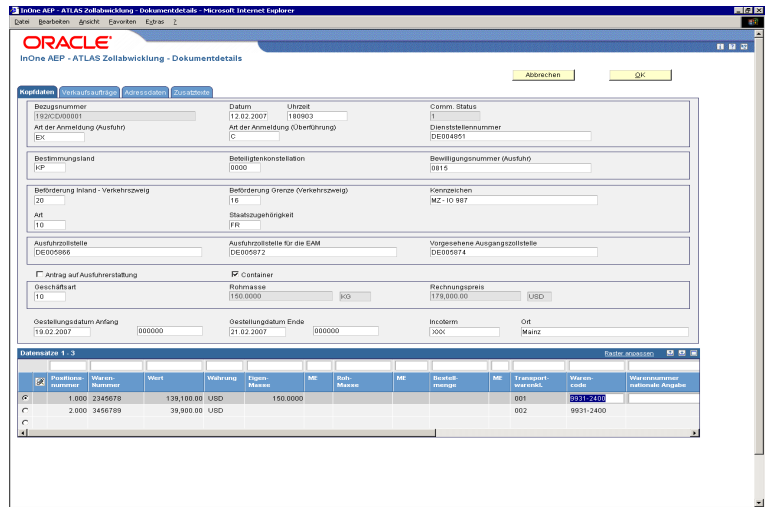 InOne AEP - ATLAS Zollabwicklung - Dokumentdetails - Microsoft Internet Explorer
Datei Bearbeiten Ansicht Favoriten Extras ?
ORACLE
InOne AEP - ATLAS Zollabwicklung - Dokumentdetails
Abbrechen OK
Kopfdaten Verkaufsaufträge Adressdaten Zusatztexte
Bezugsnummer Datum Uhrzeit Comm. Status
192/CD/00001 12.02.2007 180903 1
Art der Anmeldung (Ausfuhr) Art der Anmeldung (Überführung) Dienststellennummer
EX C DE004851
Bestimmungsland Beteiligtenkonstellation Bewilligungsnummer (Ausfuhr)
KP 0000 0815
Beförderung Inland - Verkehrszweig Beförderung Grenze (Verkehrszweig) Kennzeichen
20 16 MZ - IO 987
Art Staatszugehörigkeit
10 FR
Ausfuhrzollstelle Ausfuhrzollstelle für die EAM Vorgesehene Ausgangszollstelle
DE005866 DE005872 DE005874
Antrag auf Ausfuhrerstattung Container
Geschäftsart Rohmasse Rechnungspreis
10 150.0000 KG 179,000.00 USD
Gestellungsdatum Anfang Gestellungdatum Ende Incoterm Ort
19.02.2007 000000 21.02.2007 000000 XXX Mainz
Datensätze 1 - 3 Raster anpassen
Positions- Waren- Wert Währung Eigen- ME Roh- ME Bestell- ME Transport- Waren- Warennummer
nummer Nummer Masse Masse menge warenkl. code nationale Angabe
1.000 2345678 139,100.00 USD 150.0000 001 9931-2400
2.000 3456789 39,900.00 USD 002 9931-2400